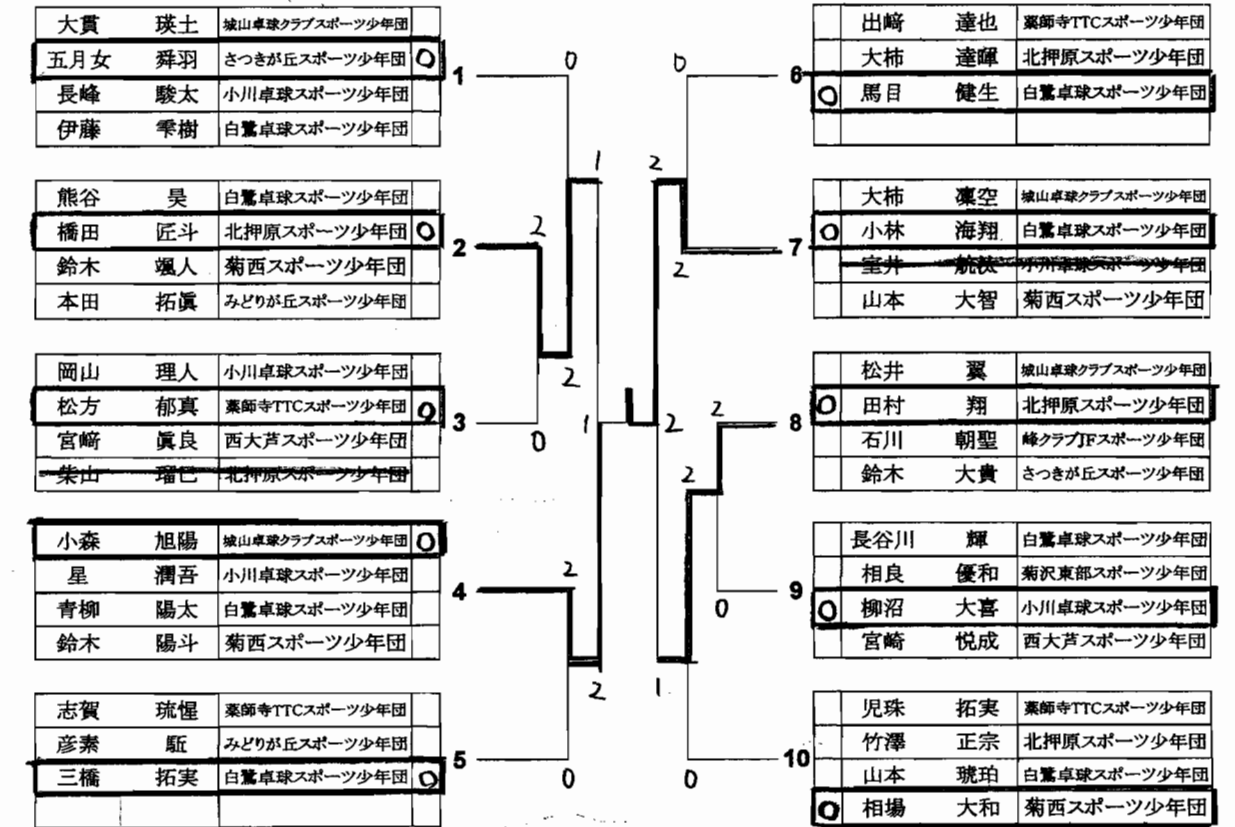 大貫 瑛士 城山卓球クラブスポーツ少年団
五月女 舜羽 さつきが丘スポーツ少年団 O
長峰 駿太 小川卓球スポーツ少年団
伊藤 雫樹 白鷺卓球スポーツ少年団
1
熊谷 昊 白鷺卓球スポーツ少年団
橋田 匠斗 北押原スポーツ少年団 O
鈴木 颯人 菊西スポーツ少年団
本田 拓眞 みどりが丘スポーツ少年団
2
岡山 理人 小川卓球スポーツ少年団
松方 郁真 薬師寺TTCスポーツ少年団 O
宮﨑 眞良 西大芦スポーツ少年団
柴山 瑠巳 北押原スポーツ少年団
3
小森 旭陽 城山卓球クラブスポーツ少年団 O
星 潤吾 小川卓球スポーツ少年団
青柳 陽太 白鷺卓球スポーツ少年団
鈴木 陽斗 菊西スポーツ少年団
4
志賀 琉惺 薬師寺TTCスポーツ少年団
彦素 駈 みどりが丘スポーツ少年団
三橋 拓実 白鷺卓球スポーツ少年団 O
5
0 0
1 2
2 2
2
0 1 2 2
2
2 0
2 1
0 0
出﨑 達也 薬師寺TTCスポーツ少年団
大柿 達暉 北押原スポーツ少年団
O 馬目 健生 白鷺卓球スポーツ少年団
6
大柿 凜空 城山卓球クラブスポーツ少年団
O 小林 海翔 白鷺卓球スポーツ少年団
室井 航汰 小川卓球スポーツ少年団
山本 大智 菊西スポーツ少年団
7
松井 翼 城山卓球クラブスポーツ少年団
O 田村 翔 北押原スポーツ少年団
石川 朝聖 峰クラブJFスポーツ少年団
鈴木 大貴 さつきが丘スポーツ少年団
8
長谷川 輝 白鷺卓球スポーツ少年団
相良 優和 菊沢東部スポーツ少年団
O 柳沼 大喜 小川卓球スポーツ少年団
宮崎 悦成 西大芦スポーツ少年団
9
児珠 拓実 薬師寺TTCスポーツ少年団
竹澤 正宗 北押原スポーツ少年団
山本 琥珀 白鷺卓球スポーツ少年団
O 相場 大和 菊西スポーツ少年団
10